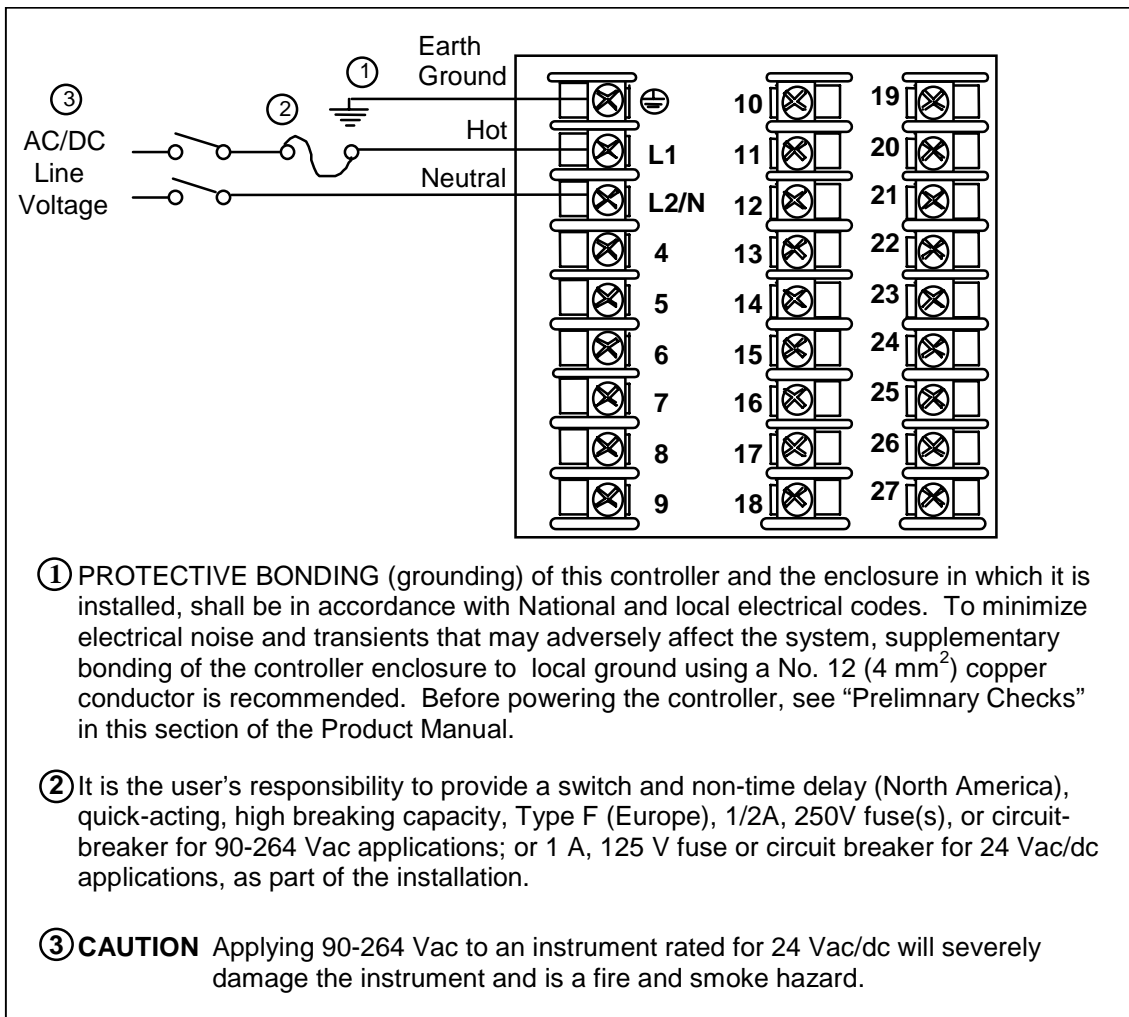 Earth
Ground
①
②
③
AC/DC
Line
Voltage
Hot
Neutral
L1
L2/N
4
5
6
7
8
9
10
11
12
13
14
15
16
17
18
19
20
21
22
23
24
25
26
27
① PROTECTIVE BONDING (grounding) of this controller and the enclosure in which it is
installed, shall be in accordance with National and local electrical codes. To minimize
electrical noise and transients that may adversely affect the system, supplementary
bonding of the controller enclosure to local ground using a No. 12 (4 mm²) copper
conductor is recommended. Before powering the controller, see “Prelimnary Checks”
in this section of the Product Manual.
② It is the user’s responsibility to provide a switch and non-time delay (North America),
quick-acting, high breaking capacity, Type F (Europe), 1/2A, 250V fuse(s), or circuit-
breaker for 90-264 Vac applications; or 1 A, 125 V fuse or circuit breaker for 24 Vac/dc
applications, as part of the installation.
③ CAUTION Applying 90-264 Vac to an instrument rated for 24 Vac/dc will severely
damage the instrument and is a fire and smoke hazard.